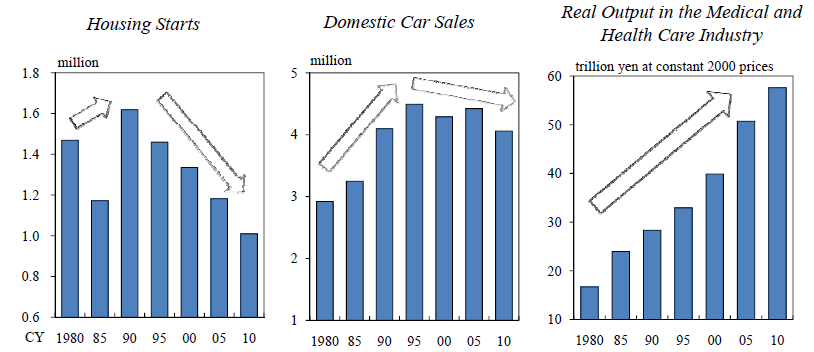 Housing Starts
million
1.8
1.6
1.4
1.2
1.0
0.8
0.6
CY 1980 85 90 95 00 05 10
Domestic Car Sales
million
5
4
3
2
1
1980 85 90 95 00 05 10
Real Output in the Medical and
Health Care Industry
trillion yen at constant 2000 prices
60
50
40
30
20
10
1980 85 90 95 00 05 10